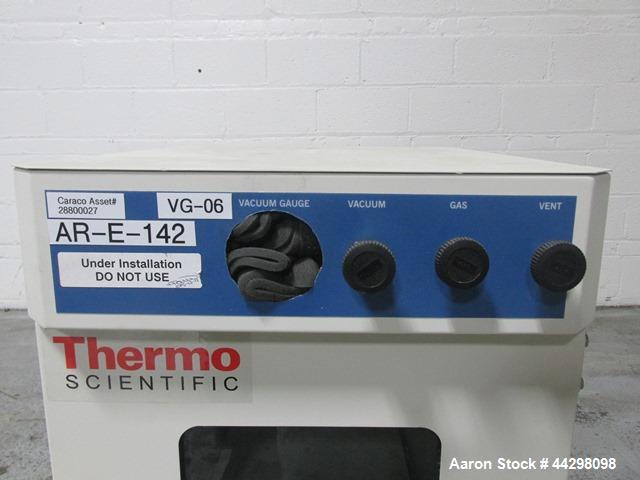 Caraco Asset#
28800027
VG-06
VACUUM GAUGE
VACUUM
GAS
VENT
AR-E-142
Under Installation
DO NOT USE
Thermo
SCIENTIFIC
Aaron Stock # 44298098